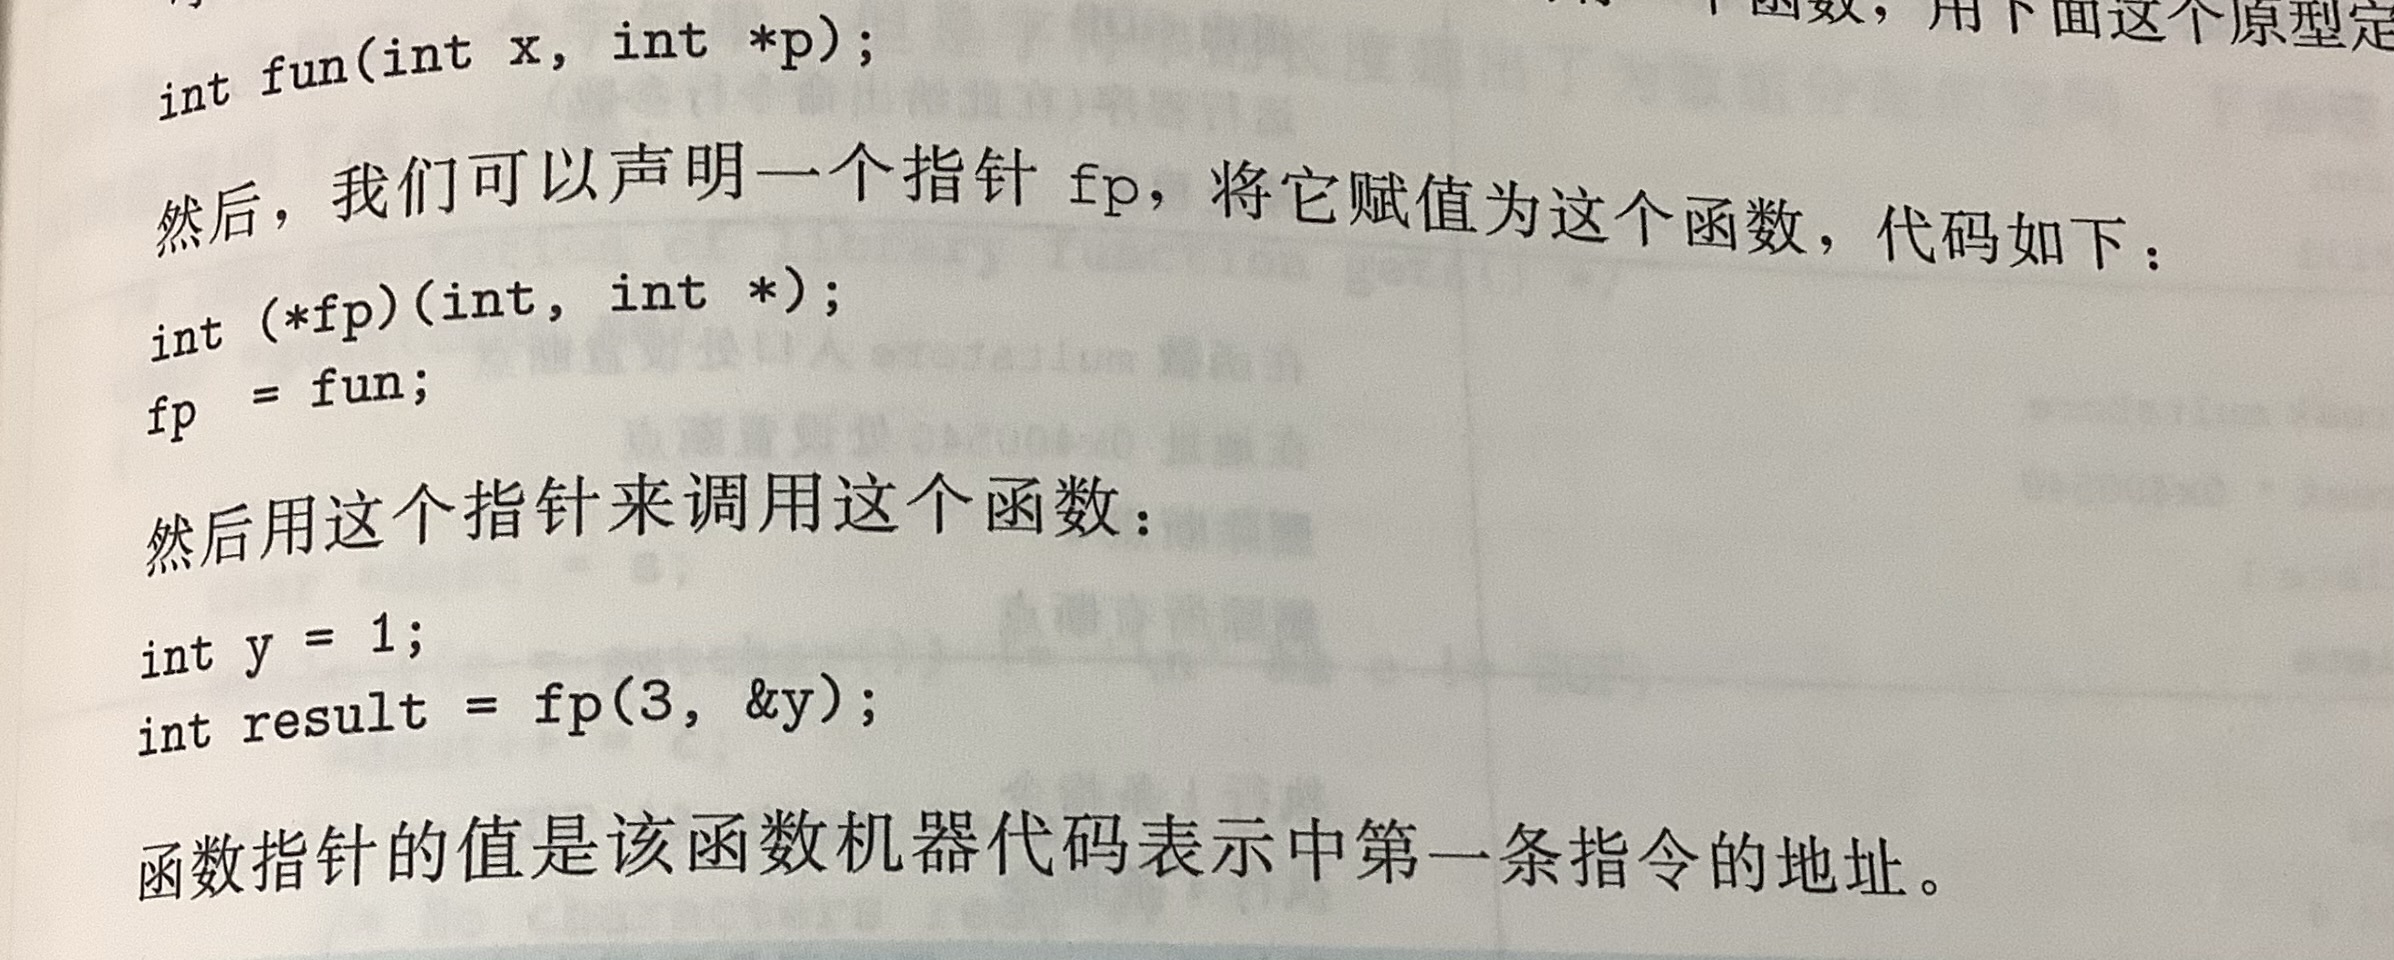 个函数，用下面这个原型定
int fun(int x, int *p);
然后，我们可以声明一个指针 fp，将它赋值为这个函数，代码如下：
int (*fp)(int, int *);
fp = fun;
然后用这个指针来调用这个函数：
int y = 1;
int result = fp(3, &y);
函数指针的值是该函数机器代码表示中第一条指令的地址。